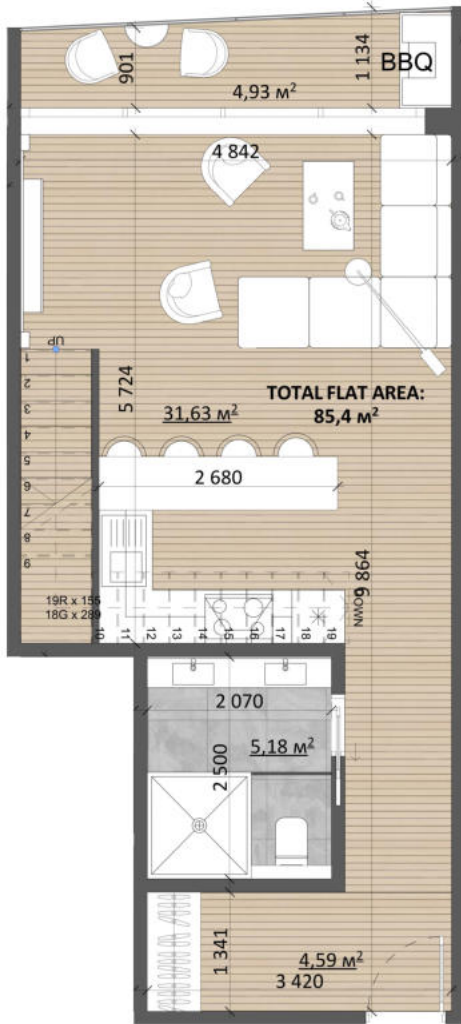 901
1 134
BBQ
4,93 м²
4 842
UP
1
2
3
4
5
6
7
8
9
5 724
31,63 м²
TOTAL FLAT AREA:
85,4 м²
2 680
9 864
DOWN
19R x 155
18G x 289
10
11
12
13
14
15
16
17
18
19
2 070
5,18 м²
2 500
1 341
4,59 м²
3 420